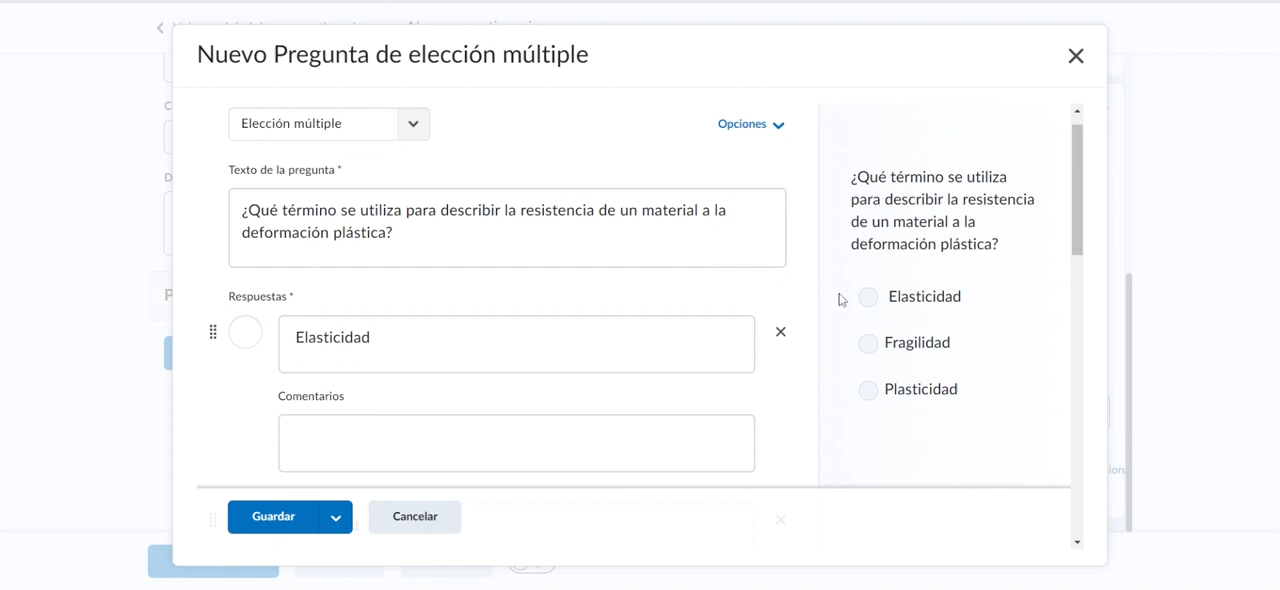 Nuevo Pregunta de elección múltiple
Elección múltiple
Opciones
Texto de la pregunta *
¿Qué término se utiliza para describir la resistencia de un material a la
deformación plástica?
Respuestas *
Elasticidad
Comentarios
Guardar
Cancelar
¿Qué término se utiliza
para describir la resistencia
de un material a la
deformación plástica?
Elasticidad
Fragilidad
Plasticidad